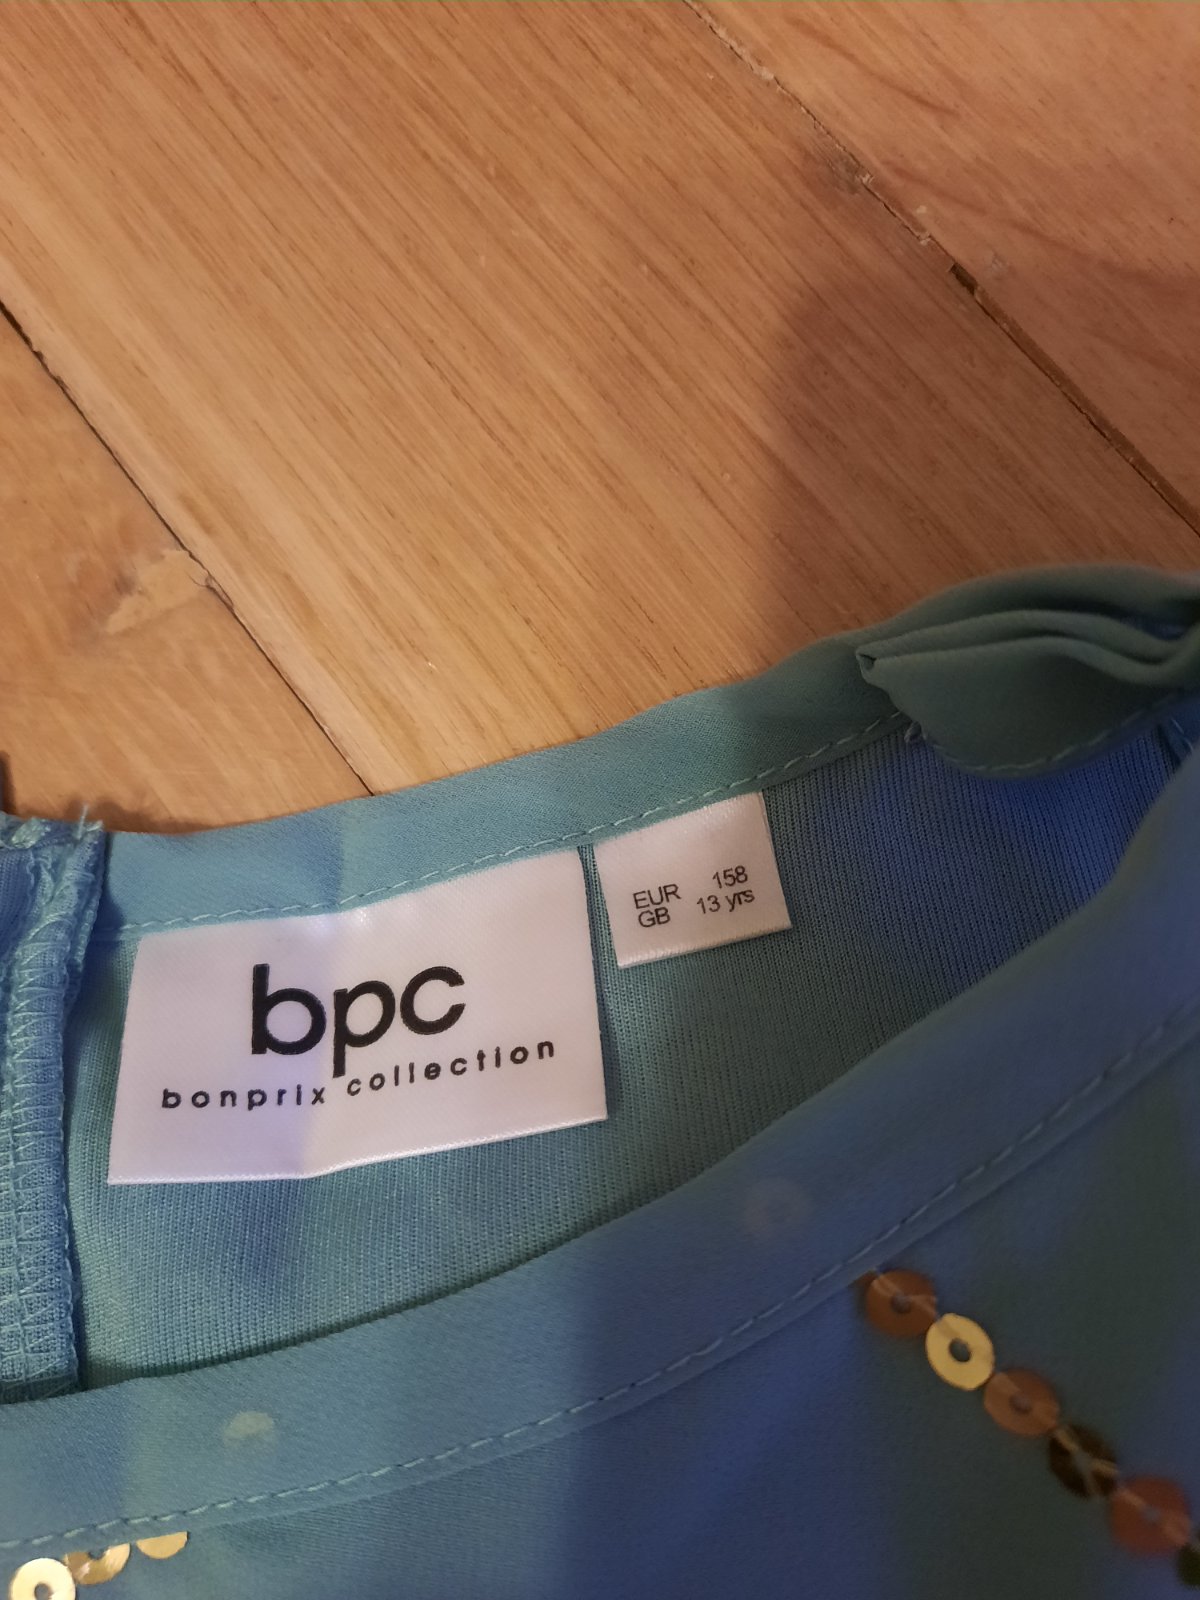 bpc
bonprix collection
EUR 158
GB 13 yrs